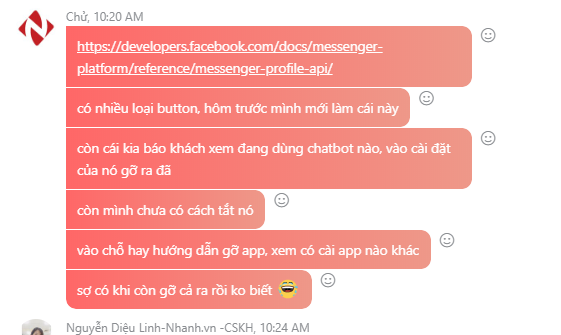 Chử, 10:20 AM
https://developers.facebook.com/docs/messenger-
platform/reference/messenger-profile-api/
có nhiều loại button, hôm trước mình mới làm cái này
còn cái kia báo khách xem đang dùng chatbot nào, vào cài đặt
của nó gỡ ra đã
còn mình chưa có cách tắt nó
vào chỗ hay hướng dẫn gỡ app, xem có cài app nào khác
sợ có khi còn gỡ cả ra rồi ko biết 😂
Nguyễn Diệu Linh-Nhanh.vn -CSKH, 10:24 AM